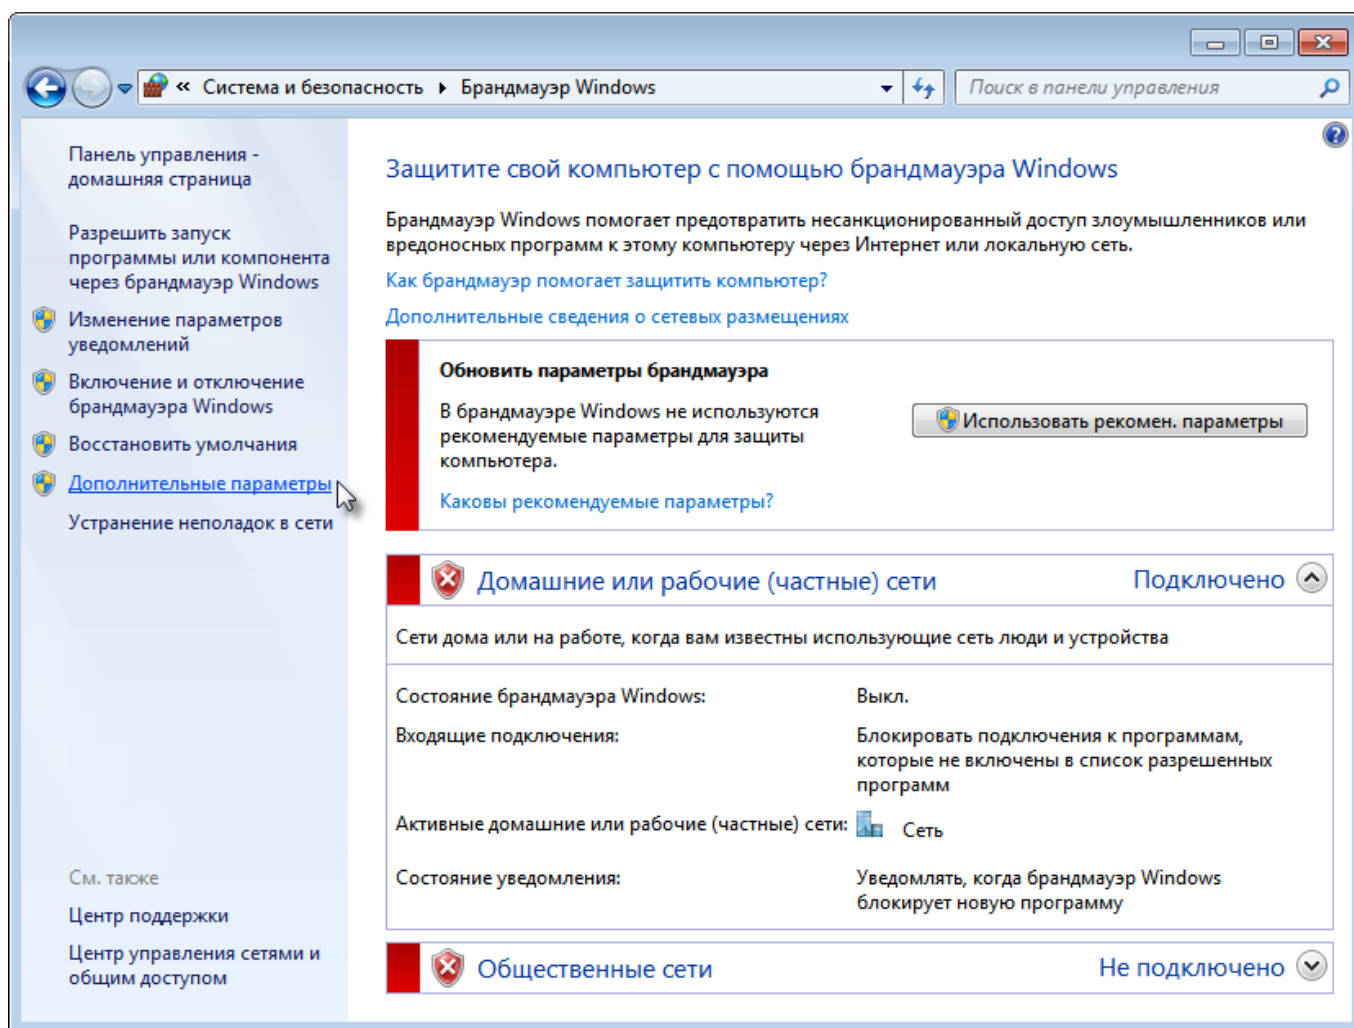 « Система и безопасность ▸ Брандмауэр Windows
Поиск в панели управления
Панель управления -
домашняя страница
Разрешить запуск
программы или компонента
через брандмауэр Windows
Изменение параметров
уведомлений
Включение и отключение
брандмауэра Windows
Восстановить умолчания
Дополнительные параметры
Устранение неполадок в сети
См. также
Центр поддержки
Центр управления сетями и
общим доступом
Защитите свой компьютер с помощью брандмауэра Windows
Брандмауэр Windows помогает предотвратить несанкционированный доступ злоумышленников или
вредоносных программ к этому компьютеру через Интернет или локальную сеть.
Как брандмауэр помогает защитить компьютер?
Дополнительные сведения о сетевых размещениях
Обновить параметры брандмауэра
В брандмауэре Windows не используются
рекомендуемые параметры для защиты
компьютера.
Использовать рекомен. параметры
Каковы рекомендуемые параметры?
Домашние или рабочие (частные) сети
Подключено
Сети дома или на работе, когда вам известны использующие сеть люди и устройства
Состояние брандмауэра Windows:
Выкл.
Входящие подключения:
Блокировать подключения к программам,
которые не включены в список разрешенных
программ
Активные домашние или рабочие (частные) сети:
Сеть
Состояние уведомления:
Уведомлять, когда брандмауэр Windows
блокирует новую программу
Общественные сети
Не подключено